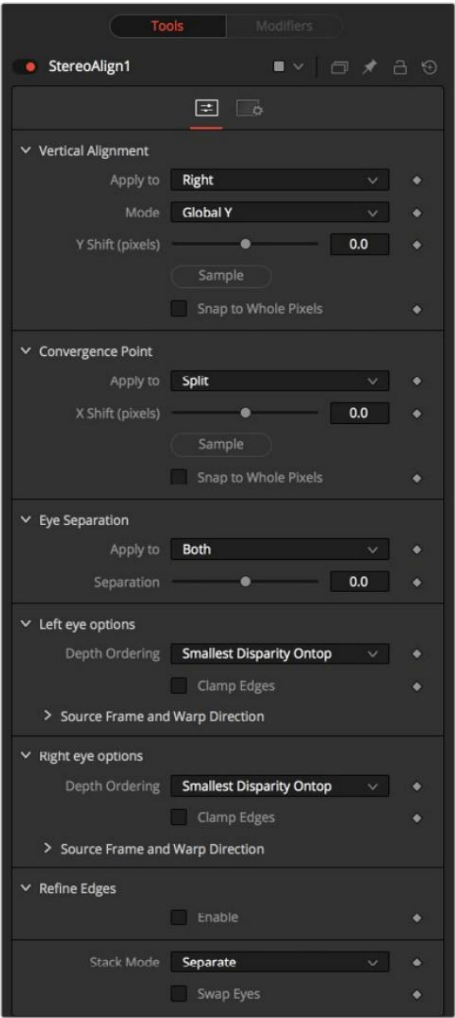 Tools Modifiers
StereoAlign1
Vertical Alignment
Apply to Right
Mode Global Y
Y Shift (pixels) 0.0
Sample
Snap to Whole Pixels
Convergence Point
Apply to Split
X Shift (pixels) 0.0
Sample
Snap to Whole Pixels
Eye Separation
Apply to Both
Separation 0.0
Left eye options
Depth Ordering Smallest Disparity Ontop
Clamp Edges
Source Frame and Warp Direction
Right eye options
Depth Ordering Smallest Disparity Ontop
Clamp Edges
Source Frame and Warp Direction
Refine Edges
Enable
Stack Mode Separate
Swap Eyes